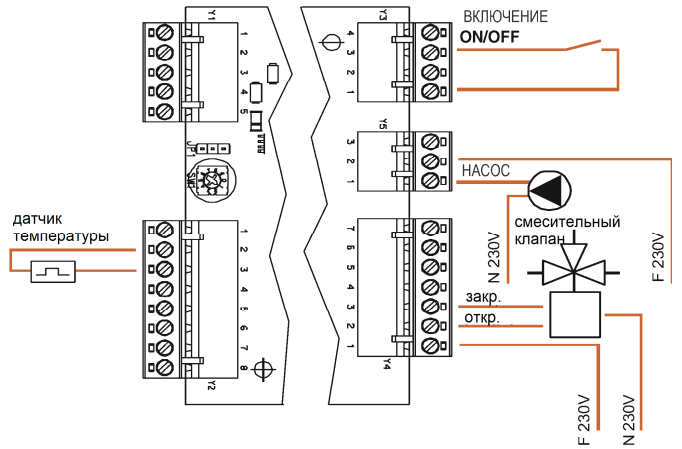 Y1
Y3
ВКЛЮЧЕНИЕ
ON/OFF
1
2
3
4
5
4
3
2
1
JP1
Y5
3
2
1
НАСОС
датчик
температуры
смесительный
клапан
N 230V
F 230V
1
2
3
4
5
6
7
8
Y2
7
6
5
4
3
2
1
Y4
закр.
откр.
F 230V
N 230V